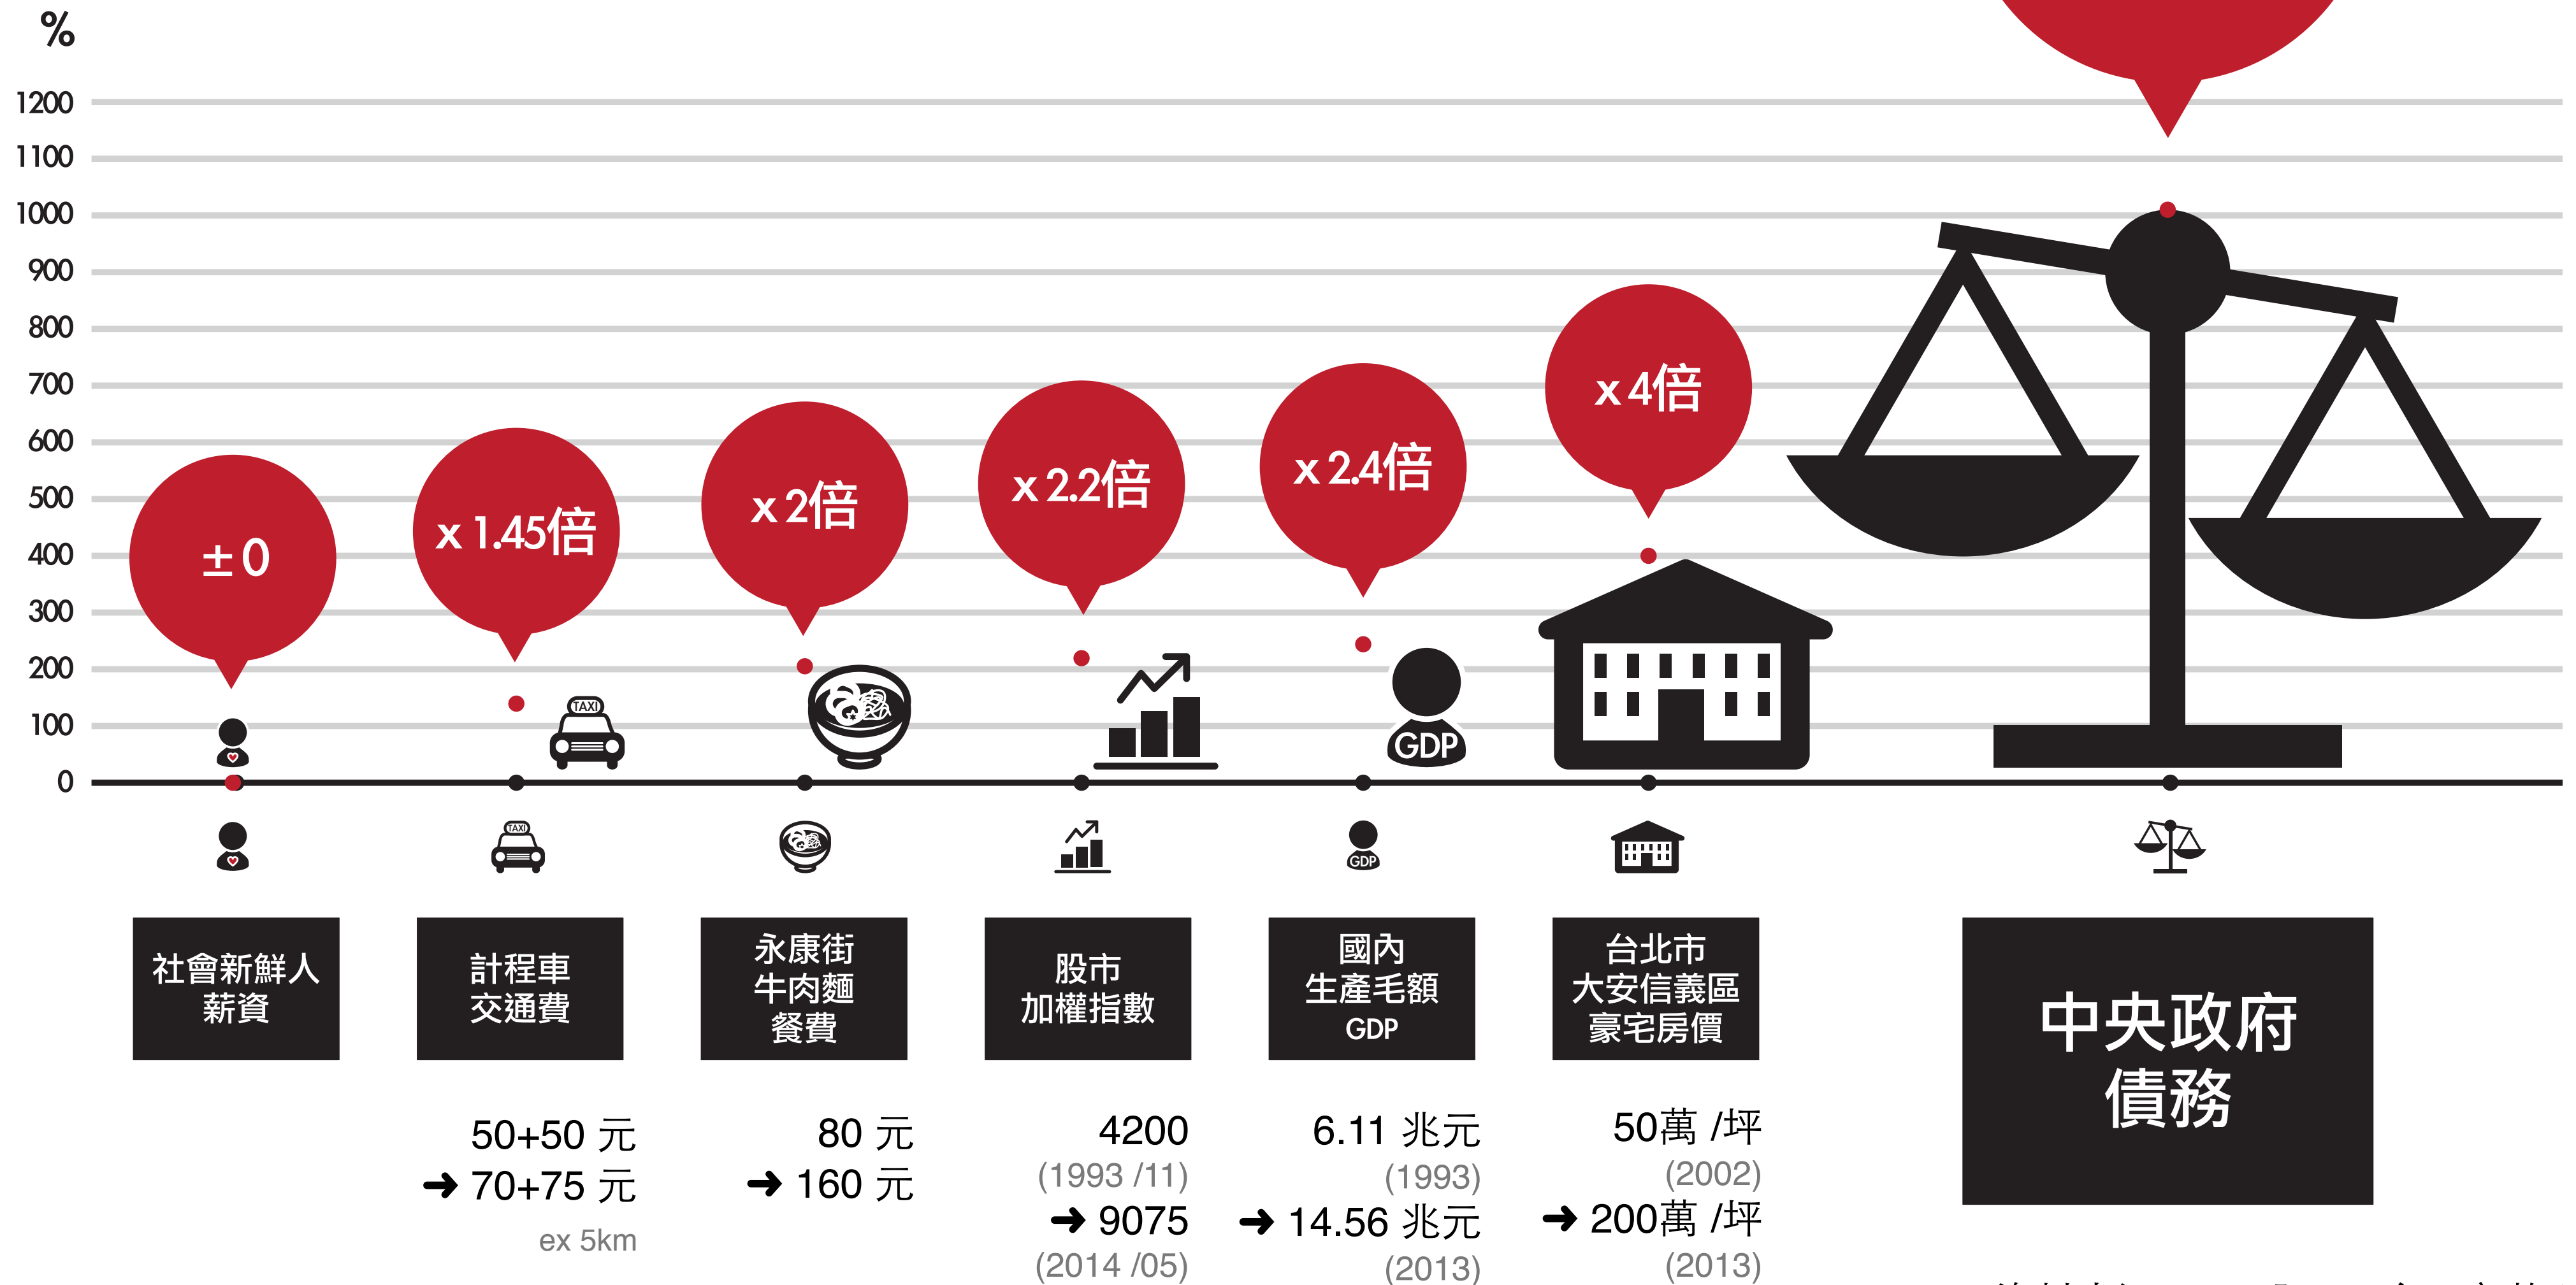 %
1200
1100
1000
900
800
700
600
500
400
300
200
100
0
± 0
x 1.45倍
x 2倍
x 2.2倍
x 2.4倍
x 4倍
TAXI
GDP
TAXI
GDP
社會新鮮人
薪資
計程車
交通費
永康街
牛肉麵
餐費
股市
加權指數
國內
生產毛額
GDP
台北市
大安信義區
豪宅房價
中央政府
債務
50+50 元
➜ 70+75 元
ex 5km
80 元
➜ 160 元
4200
(1993 /11)
➜ 9075
(2014 /05)
6.11 兆元
(1993)
➜ 14.56 兆元
(2013)
50萬 /坪
(2002)
➜ 200萬 /坪
(2013)